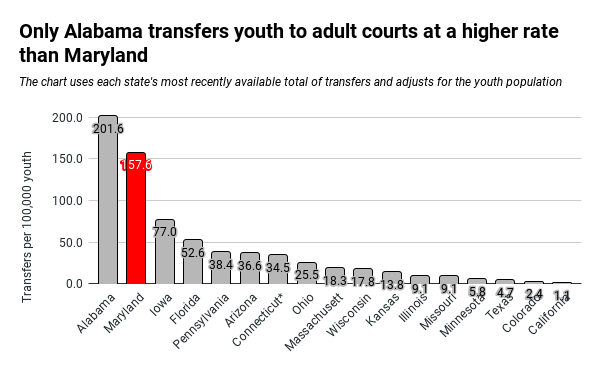 Only Alabama transfers youth to adult courts at a higher rate
than Maryland
The chart uses each state's most recently available total of transfers and adjusts for the youth population
Transfers per 100,000 youth
200.0
150.0
100.0
50.0
0.0
201.6
157.6
77.0
52.6
38.4
36.6
34.5
25.5
18.3
17.8
13.8
9.1
9.1
5.8
4.7
2.4
1.1
Alabama
Maryland
Iowa
Florida
Pennsylvania
Arizona
Connecticut*
Ohio
Massachusett
Wisconsin
Kansas
Illinois
Missouri
Minnesota
Texas
Colorado
California